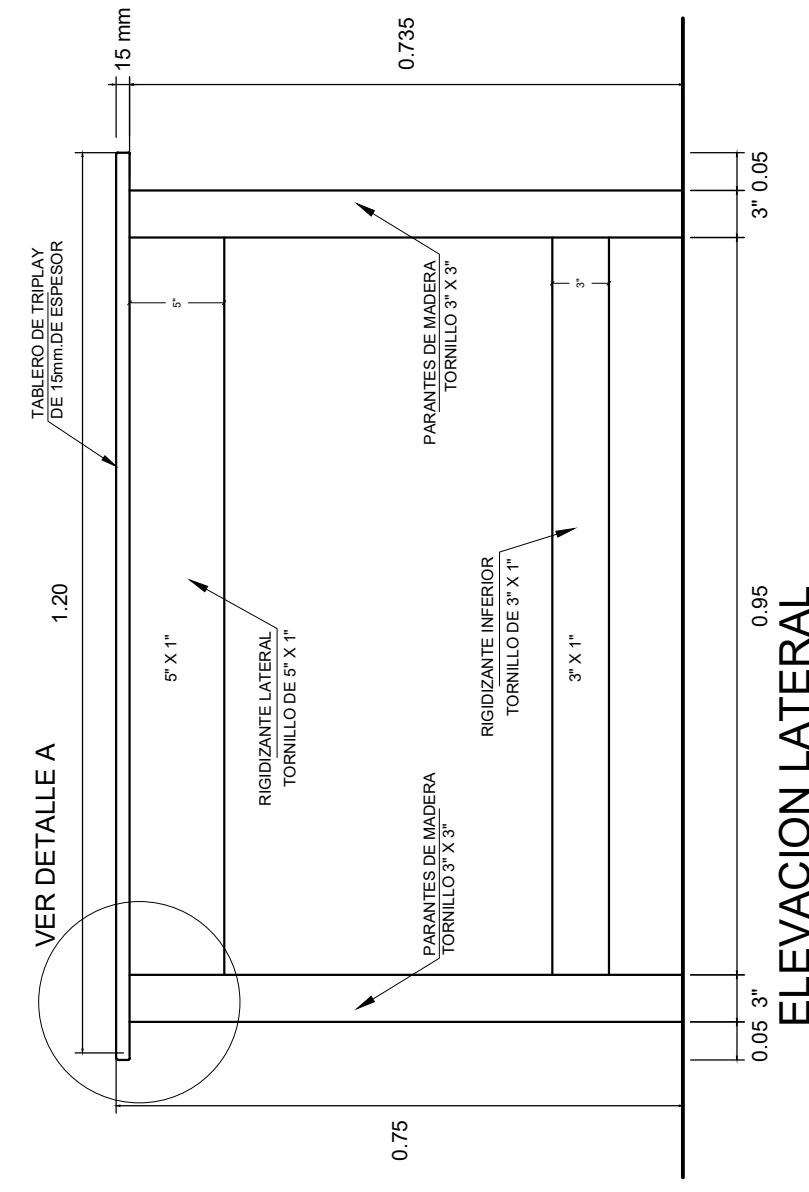 VER DETALLE A
1.20
TABLERO DE TRIPLAY
DE 15mm.DE ESPESOR
15 mm
5" X 1"
5"
0.75
0.735
RIGIDIZANTE LATERAL
TORNILLO DE 5" X 1"
PARANTES DE MADERA
TORNILLO 3" X 3"
PARANTES DE MADERA
TORNILLO 3" X 3"
RIGIDIZANTE INFERIOR
TORNILLO DE 3" X 1"
3" X 1"
3"
0.05
3"
0.95
3"
0.05
ELEVACION LATERAL